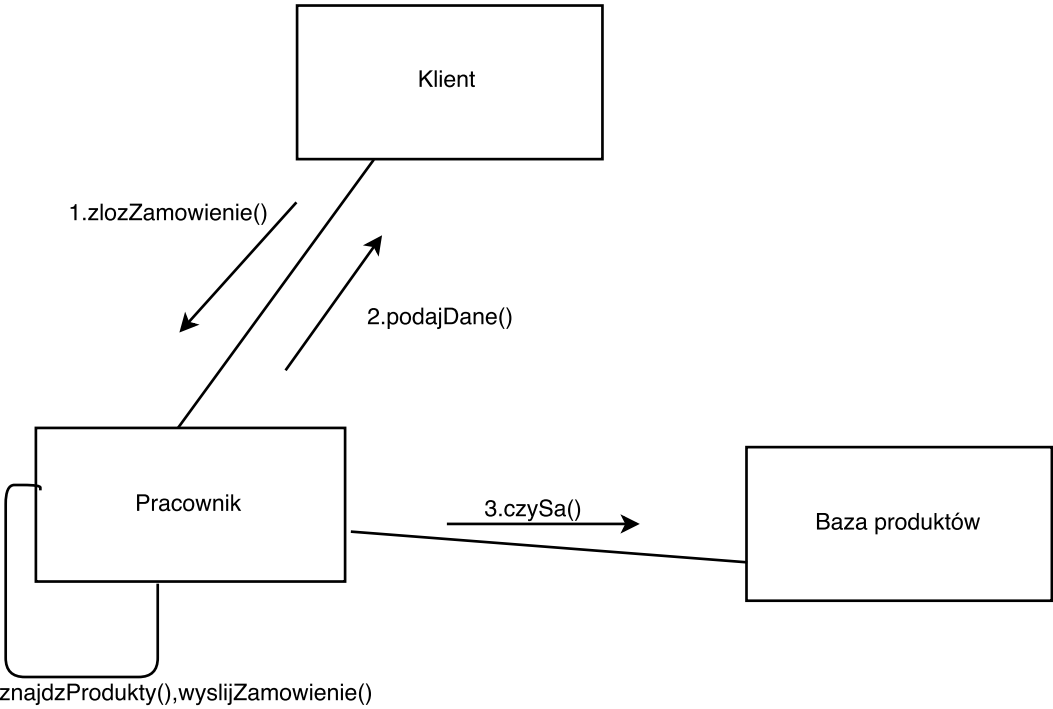 Klient
1.zlozZamowienie()
2.podajDane()
Pracownik
3.czySa()
Baza produktów
znajdzProdukty(),wyslijZamowienie()